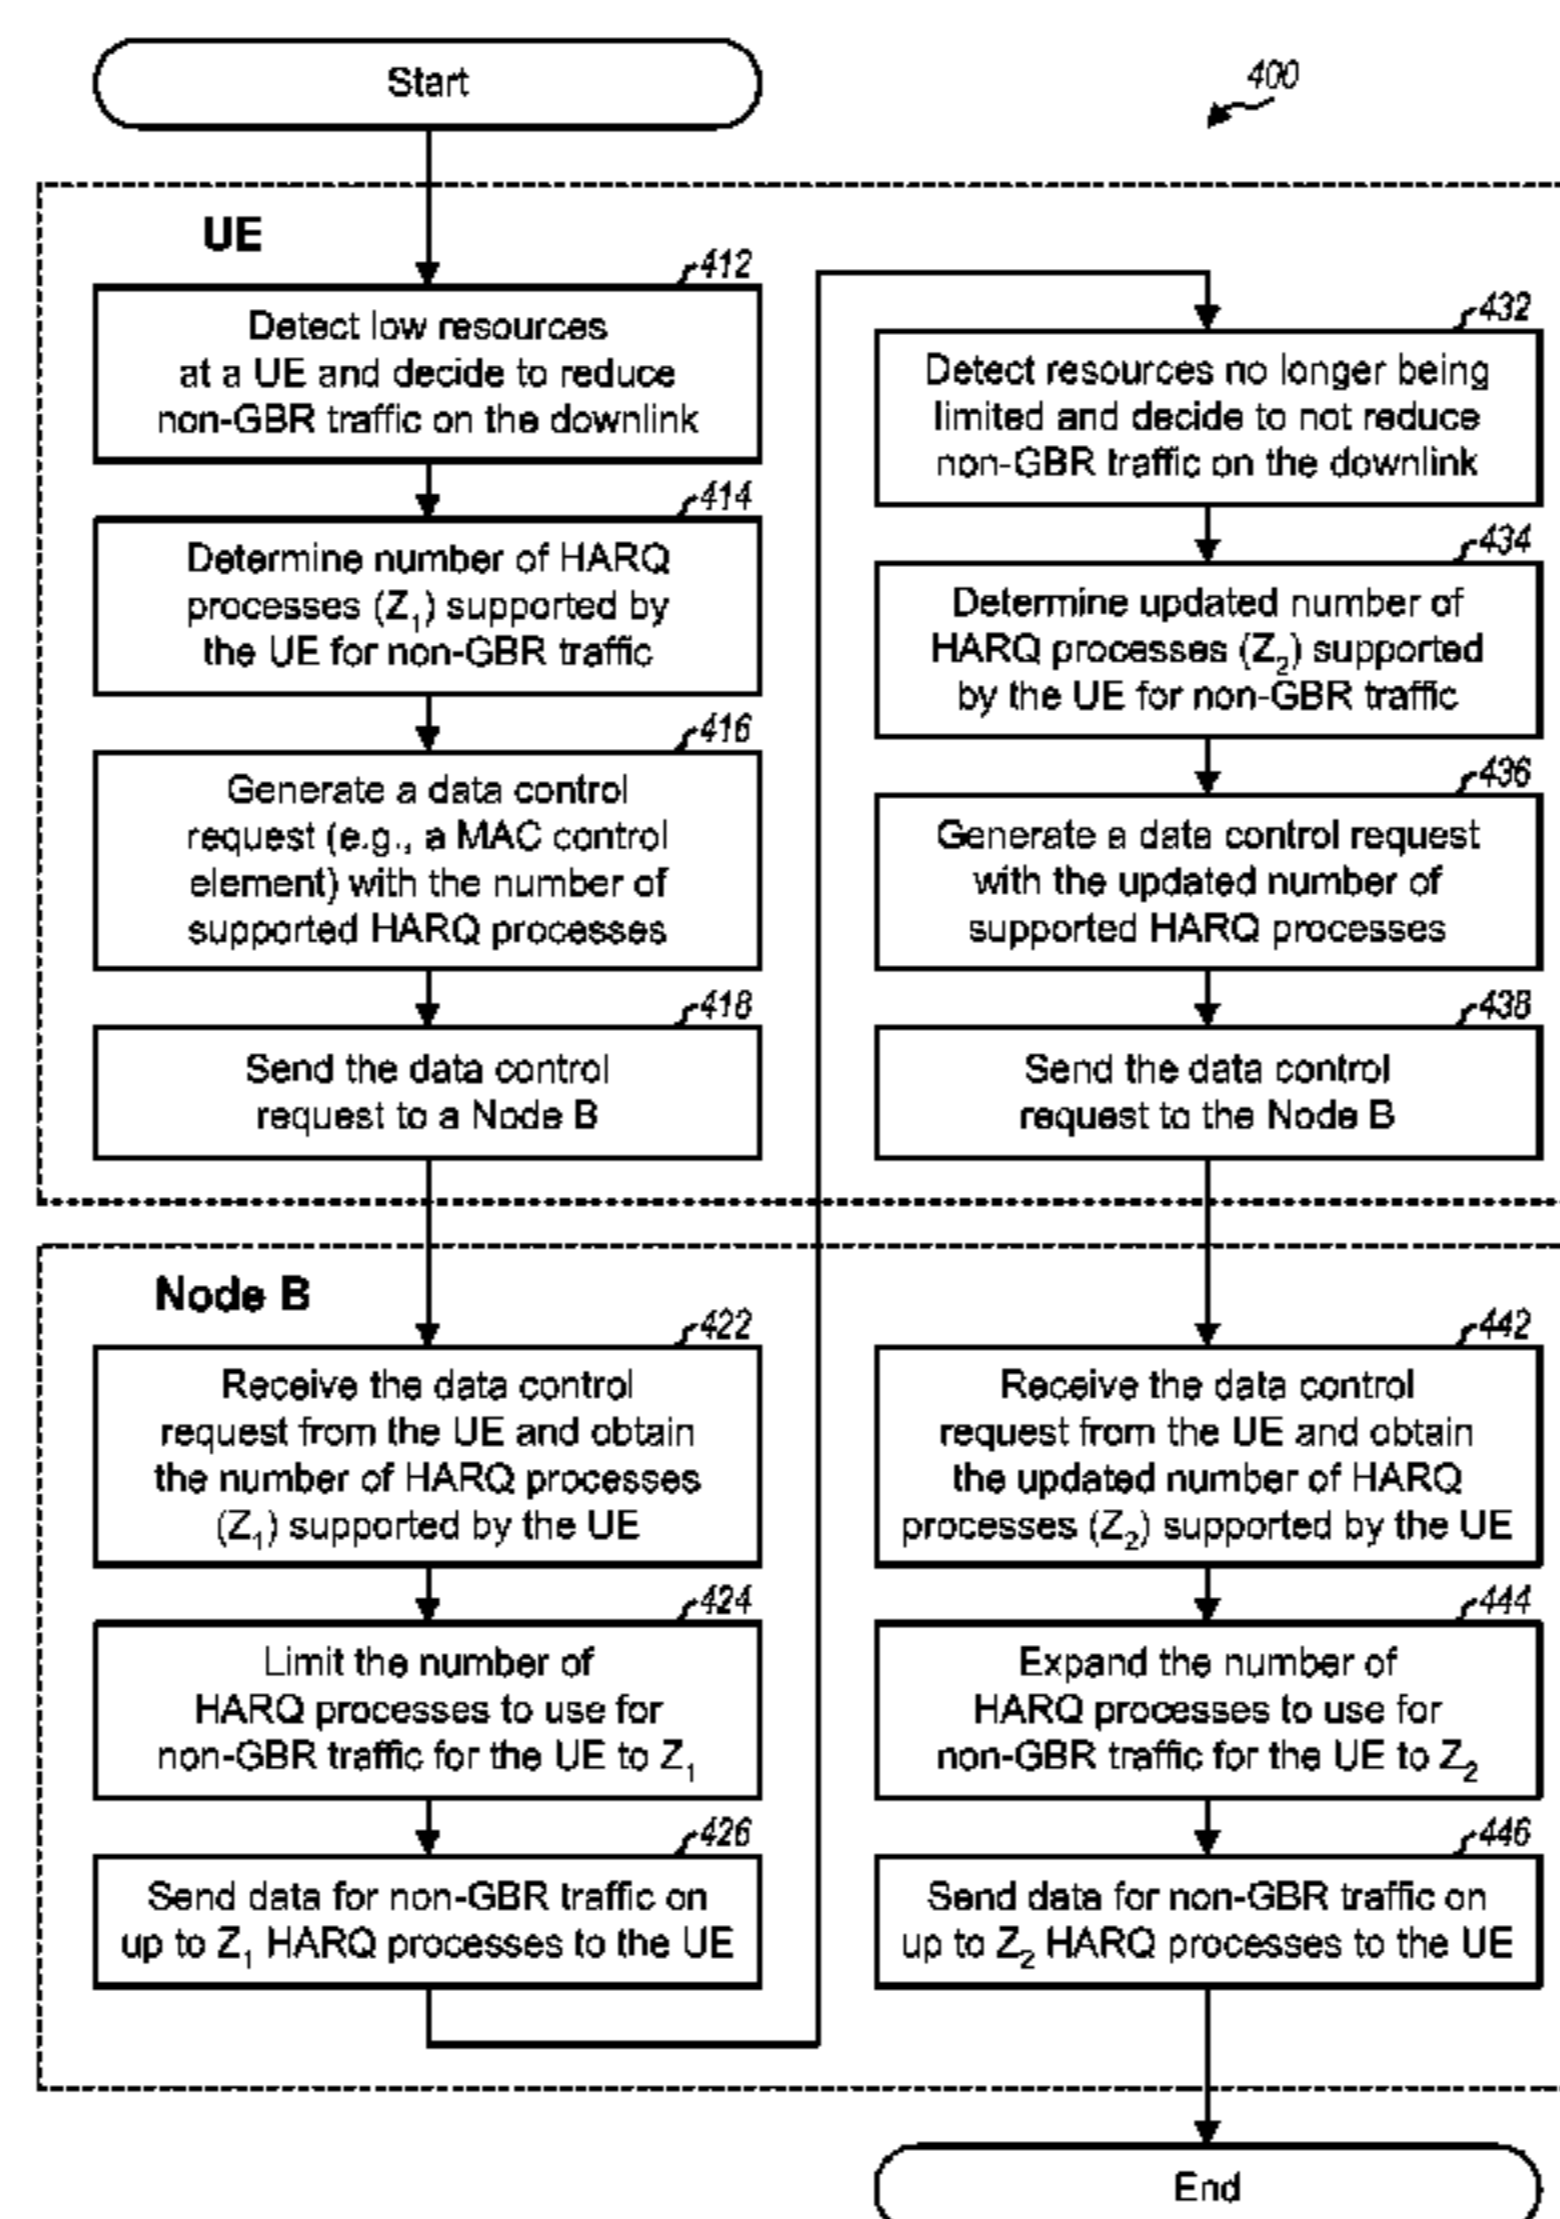 Start
400
UE
412
Detect low resources
at a UE and decide to reduce
non-GBR traffic on the downlink
414
Determine number of HARQ
processes (Z₁) supported by
the UE for non-GBR traffic
416
Generate a data control
request (e.g., a MAC control
element) with the number of
supported HARQ processes
418
Send the data control
request to a Node B
432
Detect resources no longer being
limited and decide to not reduce
non-GBR traffic on the downlink
434
Determine updated number of
HARQ processes (Z₂) supported
by the UE for non-GBR traffic
436
Generate a data control request
with the updated number of
supported HARQ processes
438
Send the data control
request to the Node B
Node B
422
Receive the data control
request from the UE and obtain
the number of HARQ processes
(Z₁) supported by the UE
424
Limit the number of
HARQ processes to use for
non-GBR traffic for the UE to Z₁
426
Send data for non-GBR traffic on
up to Z₁ HARQ processes to the UE
442
Receive the data control
request from the UE and obtain
the updated number of HARQ
processes (Z₂) supported by the UE
444
Expand the number of
HARQ processes to use for
non-GBR traffic for the UE to Z₂
446
Send data for non-GBR traffic on
up to Z₂ HARQ processes to the UE
End